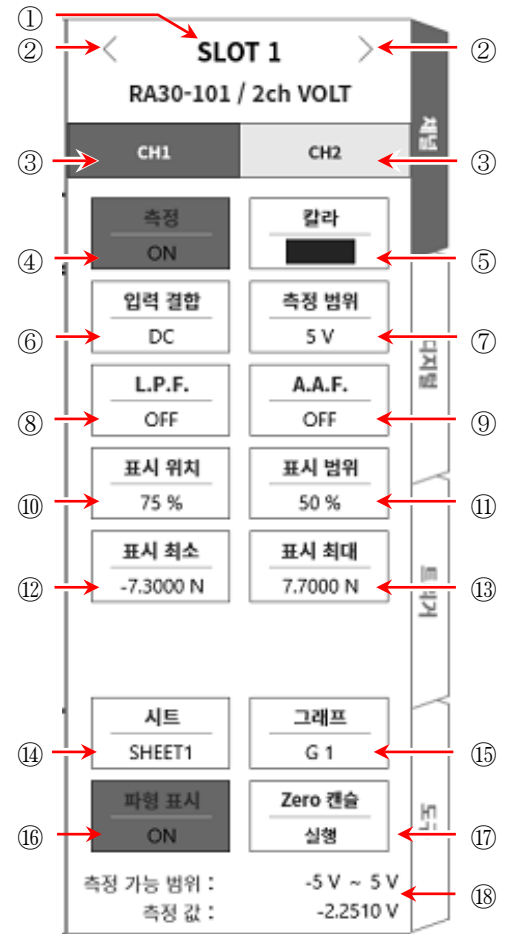 ①
② < SLOT 1 > ②
RA30-101 / 2ch VOLT
채널
③ CH1 CH2 ③
측정 칼라
④ ON ⑤
입력 결합 측정 범위
⑥ DC 5 V ⑦
디지털
L.P.F. A.A.F.
⑧ OFF OFF ⑨
표시 위치 표시 범위
⑩ 75 % 50 % ⑪
표시 최소 표시 최대
⑫ -7.3000 N 7.7000 N ⑬
시트 그래프
⑭ SHEET1 G 1 ⑮
파형 표시 Zero 캔슬
⑯ ON 실행 ⑰
측정 가능 범위 : -5 V ~ 5 V
⑱
측정 값 : -2.2510 V